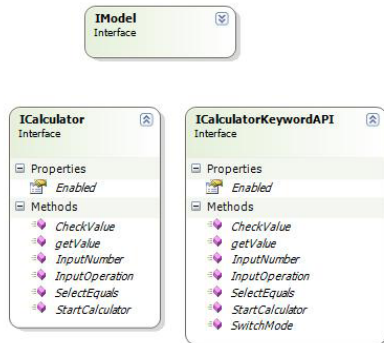 IModel
Interface
ICalculator
Interface
Properties
Enabled
Methods
CheckValue
getValue
InputNumber
InputOperation
SelectEquals
StartCalculator
ICalculatorKeywordAPI
Interface
Properties
Enabled
Methods
CheckValue
getValue
InputNumber
InputOperation
SelectEquals
StartCalculator
SwitchMode